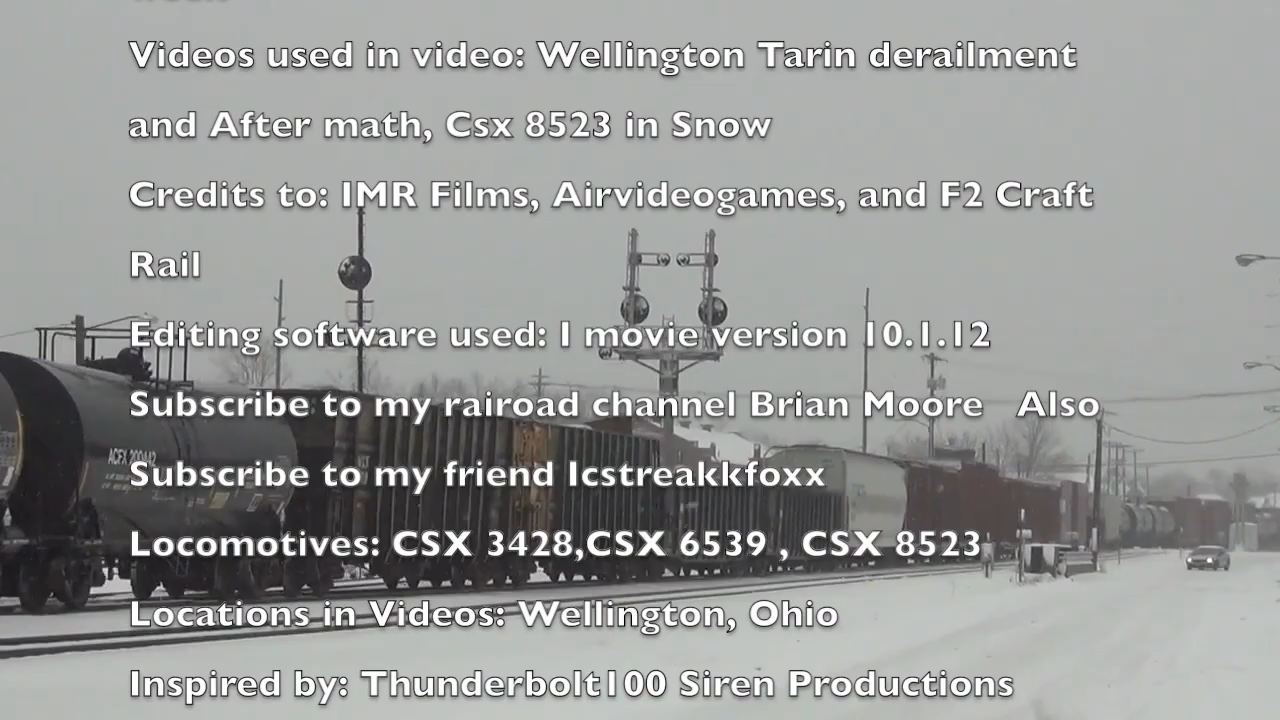 Videos used in video: Wellington Tarin derailment
and After math, Csx 8523 in Snow
Credits to: IMR Films, Airvideogames, and F2 Craft
Rail
Editing software used: I movie version 10.1.12
Subscribe to my rairoad channel Brian Moore   Also
Subscribe to my friend Icstreakkfoxx
ACFX 200442
Locomotives: CSX 3428,CSX 6539 , CSX 8523
Locations in Videos: Wellington, Ohio
Inspired by: Thunderbolt100 Siren Productions